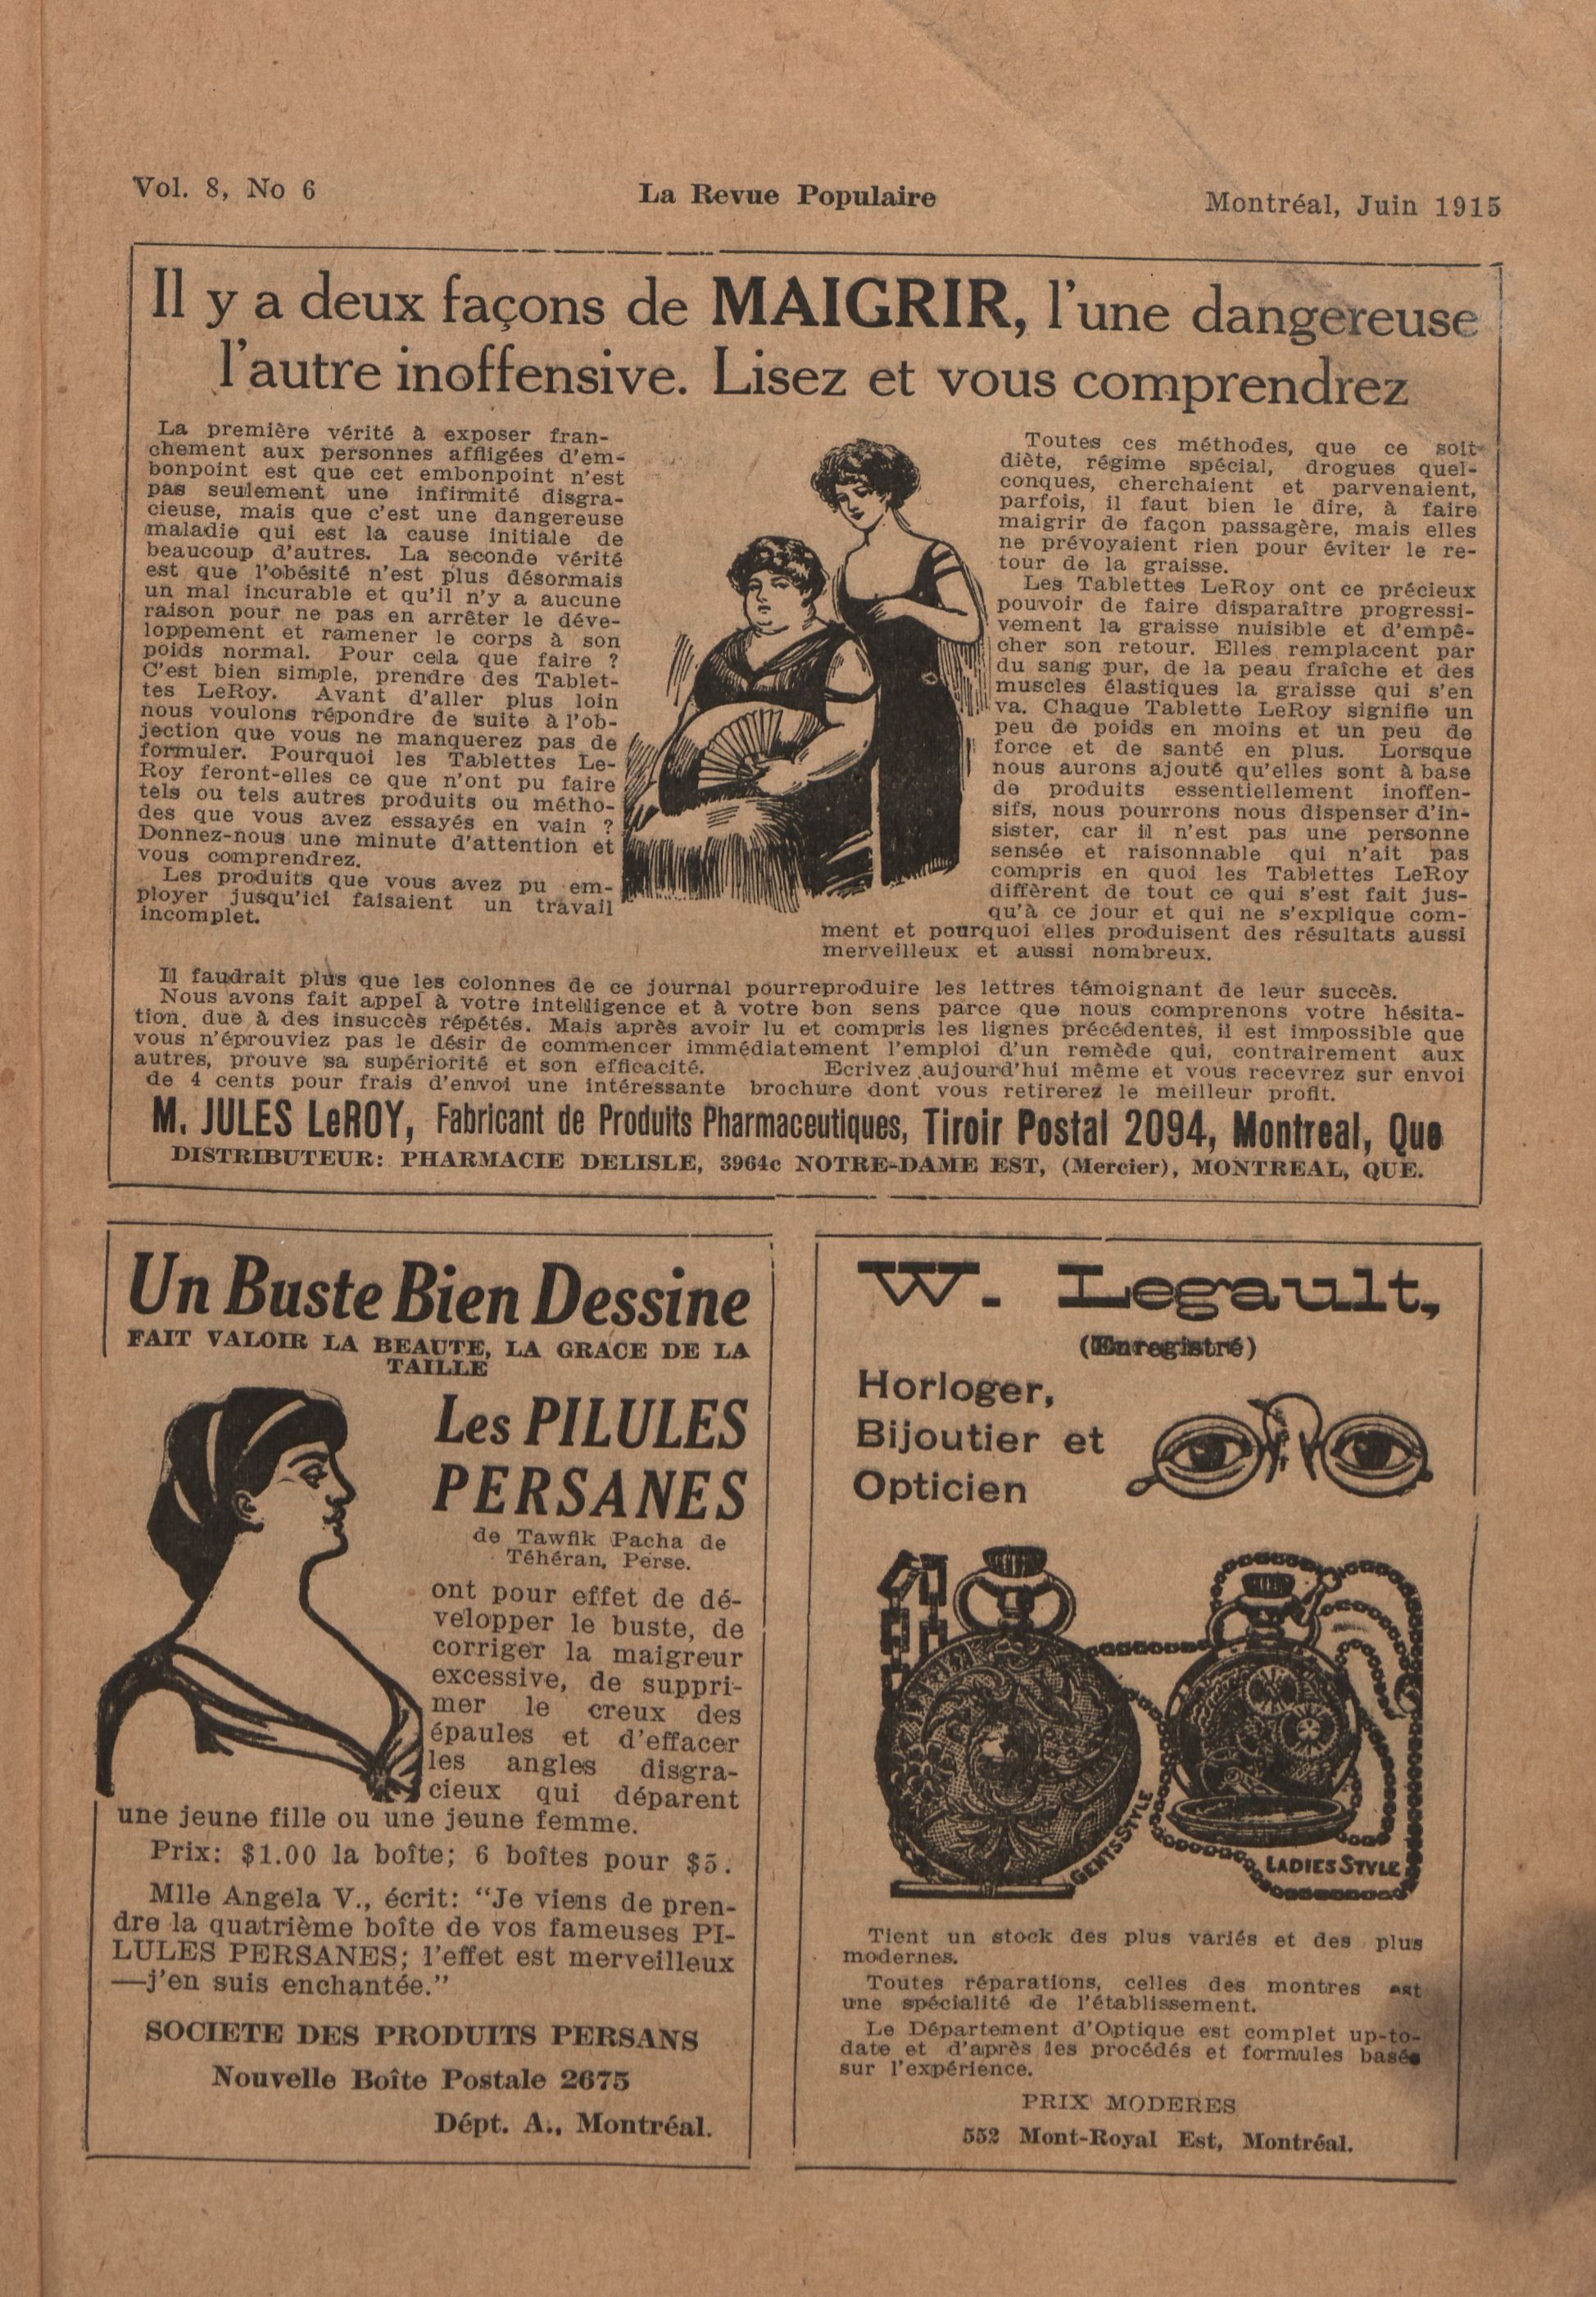 Vol. 8, No 6
La Revue Populaire
Montréal, Juin 1915
Il y a deux façons de MAIGRIR, l'une dangereuse
l'autre inoffensive. Lisez et vous comprendrez
La première vérité à exposer fran-
chement aux personnes affligées d'em-
bonpoint est que cet embonpoint n'est
pas seulement une infirmité disgra-
cieuse, mais que c'est une dangereuse
maladie qui est la cause initiale de
beaucoup d'autres. La seconde vérité
est que l'obésité n'est plus désormais
un mal incurable et qu'il n'y a aucune
raison pour ne pas en arrêter le déve-
loppement et ramener le corps à son
poids normal. Pour cela que faire ?
C'est bien simple, prendre des Tablet-
tes LeRoy. Avant d'aller plus loin
nous voulons répondre de suite à l'ob-
jection que vous ne manquerez pas de
formuler. Pourquoi les Tablettes Le-
Roy feront-elles ce que n'ont pu faire
tels ou tels autres produits ou métho-
des que vous avez essayés en vain ?
Donnez-nous une minute d'attention et
vous comprendrez.
Les produits que vous avez pu em-
ployer jusqu'ici faisaient un travail
incomplet.
Toutes ces méthodes, que ce soit
diète, régime spécial, drogues quel-
conques, cherchaient et parvenaient,
parfois, il faut bien le dire, à faire
maigrir de façon passagère, mais elles
ne prévoyaient rien pour éviter le re-
tour de la graisse.
Les Tablettes LeRoy ont ce précieux
pouvoir de faire disparaître progressi-
vement la graisse nuisible et d'empê-
cher son retour. Elles remplacent par
du sang pur, de la peau fraîche et des
muscles élastiques la graisse qui s'en
va. Chaque Tablette LeRoy signifie un
peu de poids en moins et un peu de
force et de santé en plus. Lorsque
nous aurons ajouté qu'elles sont à base
de produits essentiellement inoffen-
sifs, nous pourrons nous dispenser d'in-
sister, car il n'est pas une personne
sensée et raisonnable qui n'ait pas
compris en quoi les Tablettes LeRoy
diffèrent de tout ce qui s'est fait jus-
qu'à ce jour et qui ne s'explique com-
ment et pourquoi elles produisent des résultats aussi
merveilleux et aussi nombreux.
Il faudrait plus que les colonnes de ce journal pourreproduire les lettres témoignant de leur succès.
Nous avons fait appel à votre intelligence et à votre bon sens parce que nous comprenons votre hésita-
tion, due à des insuccès répétés. Mais après avoir lu et compris les lignes précédentes, il est impossible que
vous n'éprouviez pas le désir de commencer immédiatement l'emploi d'un remède qui, contrairement aux
autres, prouve sa supériorité et son efficacité. Ecrivez aujourd'hui même et vous recevrez sur envoi
de 4 cents pour frais d'envoi une intéressante brochure dont vous retirerez le meilleur profit.
M. JULES LeROY, Fabricant de Produits Pharmaceutiques, Tiroir Postal 2094, Montreal, Que
DISTRIBUTEUR: PHARMACIE DELISLE, 3964c NOTRE-DAME EST, (Mercier), MONTREAL, QUE.
Un Buste Bien Dessine
FAIT VALOIR LA BEAUTE, LA GRACE DE LA
TAILLE
Les PILULES
PERSANES
de Tawfik Pacha de
Téhéran, Perse.
ont pour effet de dé-
velopper le buste, de
corriger la maigreur
excessive, de suppri-
mer le creux des
épaules et d'effacer
les angles disgra-
cieux qui déparent
une jeune fille ou une jeune femme.
Prix: $1.00 la boîte; 6 boîtes pour $5.
Mlle Angela V., écrit: "Je viens de pren-
dre la quatrième boîte de vos fameuses PI-
LULES PERSANES; l'effet est merveilleux
—j'en suis enchantée."
SOCIETE DES PRODUITS PERSANS
Nouvelle Boîte Postale 2675
Dépt. A., Montréal.
W. Legault,
(Enregistré)
Horloger,
Bijoutier et
Opticien
GENTS STYLE
LADIES STYLE
Tient un stock des plus variés et des plus
modernes.
Toutes réparations, celles des montres est
une spécialité de l'établissement.
Le Département d'Optique est complet up-to-
date et d'après les procédés et formules basés
sur l'expérience.
PRIX MODERES
552 Mont-Royal Est, Montréal.